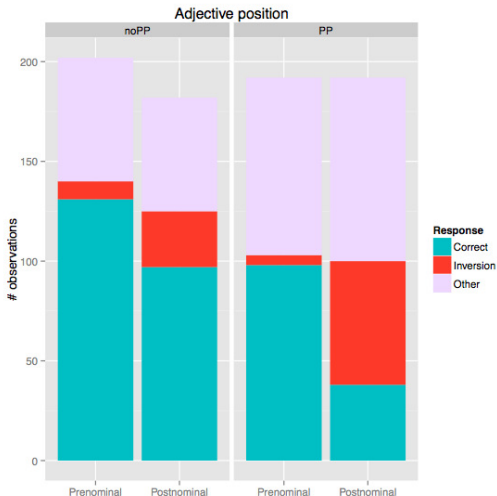 Adjective position
noPP
PP
# observations
200
150
100
50
0
Prenominal
Postnominal
Prenominal
Postnominal
Response
Correct
Inversion
Other